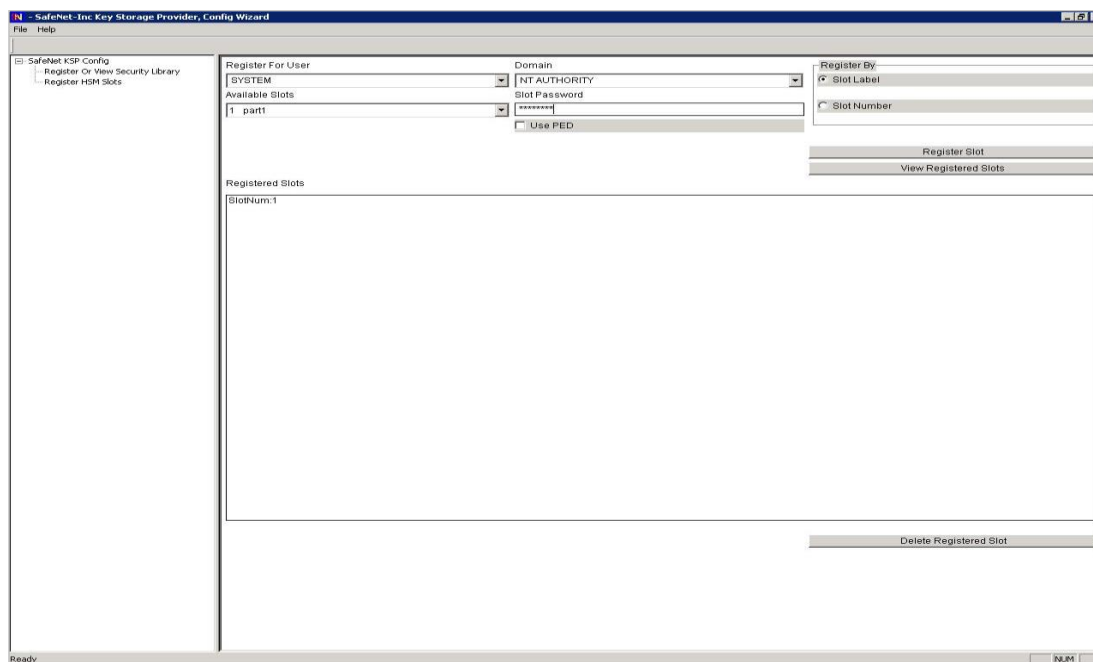 N - SafeNet-Inc Key Storage Provider, Config Wizard
File Help
SafeNet KSP Config
Register Or View Security Library
Register HSM Slots
Register For User
Domain
Register By
SYSTEM
NT AUTHORITY
Slot Label
Available Slots
Slot Password
1 part1
********
Slot Number
Use PED
Register Slot
View Registered Slots
Registered Slots
SlotNum:1
Delete Registered Slot
Ready
NUM